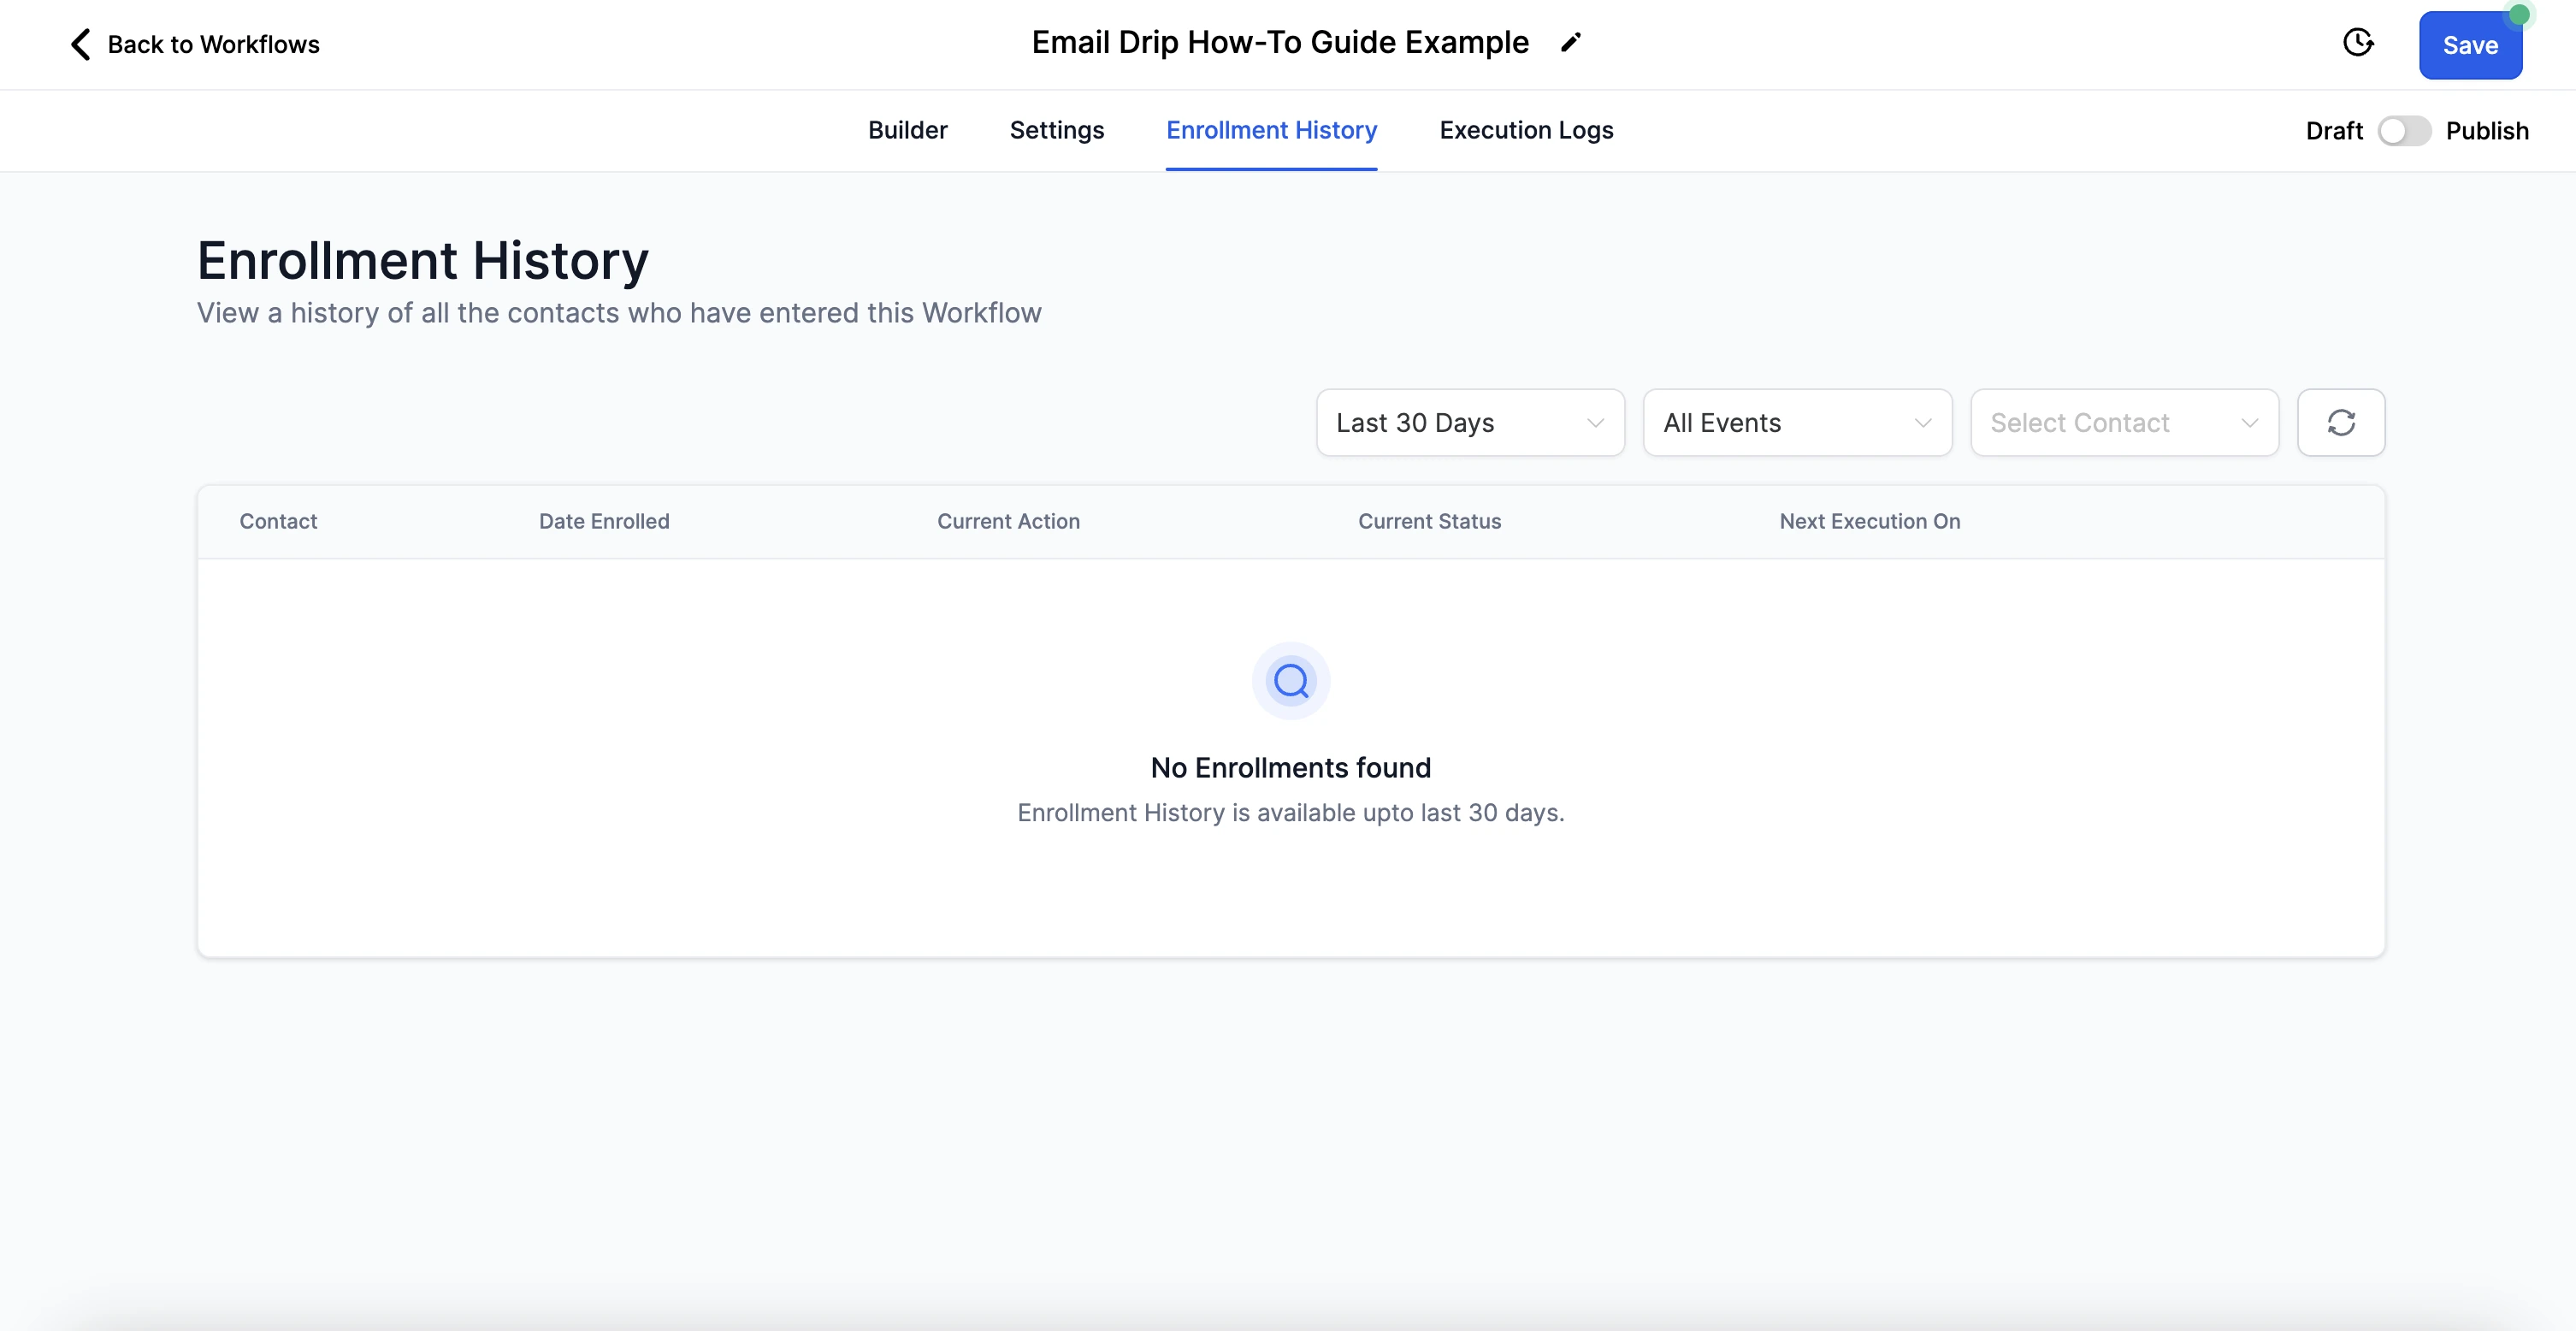 Back to Workflows
Email Drip How-To Guide Example
Save
Builder
Settings
Enrollment History
Execution Logs
Draft
Publish
Enrollment History
View a history of all the contacts who have entered this Workflow
Last 30 Days
All Events
Select Contact
Contact
Date Enrolled
Current Action
Current Status
Next Execution On
No Enrollments found
Enrollment History is available upto last 30 days.